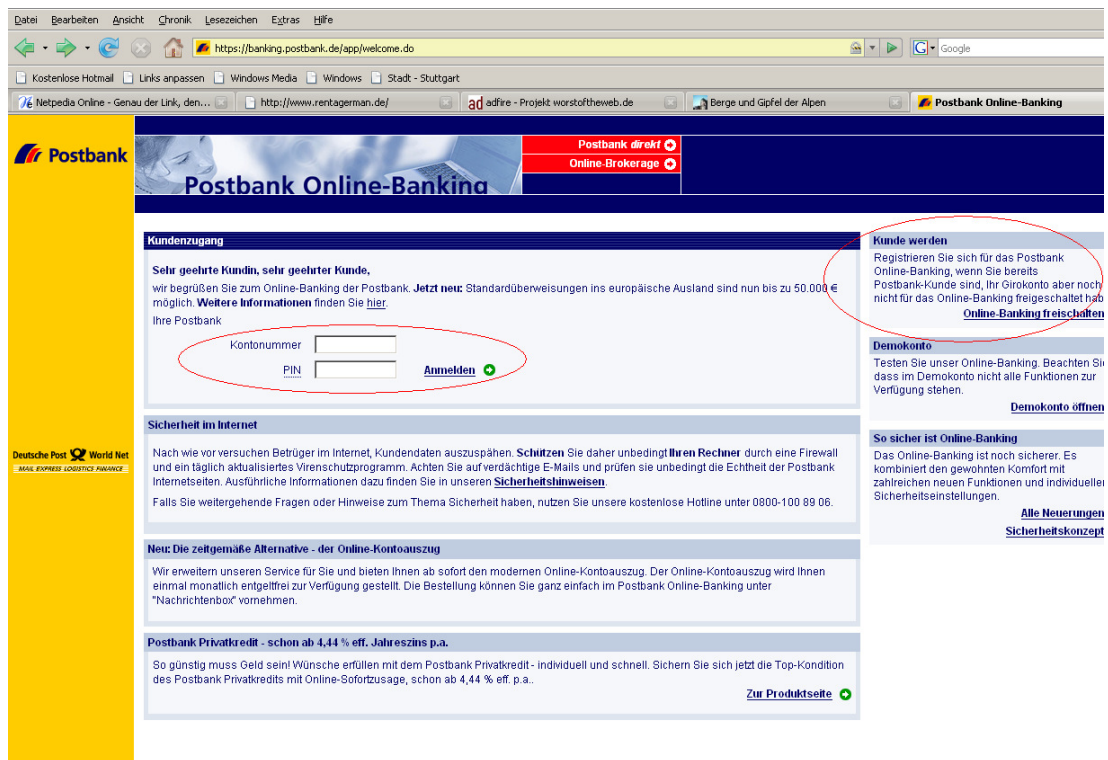 Datei Bearbeiten Ansicht Chronik Lesezeichen Extras Hilfe
https://banking.postbank.de/app/welcome.do
G Google
Kostenlose Hotmail Links anpassen Windows Media Windows Stadt - Stuttgart
Netpedia Online - Genau der Link, den... http://www.rentagerman.de/ ad adfire - Projekt worstoftheweb.de Berge und Gipfel der Alpen Postbank Online-Banking
Postbank
Postbank Online-Banking
Postbank direkt
Online-Brokerage
Kundenzugang
Sehr geehrte Kundin, sehr geehrter Kunde,
wir begrüßen Sie zum Online-Banking der Postbank. Jetzt neu: Standardüberweisungen ins europäische Ausland sind nun bis zu 50.000 €
möglich. Weitere Informationen finden Sie hier.
Ihre Postbank
Kontonummer
PIN
Anmelden
Sicherheit im Internet
Nach wie vor versuchen Betrüger im Internet, Kundendaten auszuspähen. Schützen Sie daher unbedingt Ihren Rechner durch eine Firewall
und ein täglich aktualisiertes Virenschutzprogramm. Achten Sie auf verdächtige E-Mails und prüfen sie unbedingt die Echtheit der Postbank
Internetseiten. Ausführliche Informationen dazu finden Sie in unseren Sicherheitshinweisen.
Falls Sie weitergehende Fragen oder Hinweise zum Thema Sicherheit haben, nutzen Sie unsere kostenlose Hotline unter 0800-100 89 06.
Neu: Die zeitgemäße Alternative - der Online-Kontoauszug
Wir erweitern unseren Service für Sie und bieten Ihnen ab sofort den modernen Online-Kontoauszug. Der Online-Kontoauszug wird Ihnen
einmal monatlich entgeltfrei zur Verfügung gestellt. Die Bestellung können Sie ganz einfach im Postbank Online-Banking unter
"Nachrichtenbox" vornehmen.
Postbank Privatkredit - schon ab 4,44 % eff. Jahreszins p.a.
So günstig muss Geld sein! Wünsche erfüllen mit dem Postbank Privatkredit - individuell und schnell. Sichern Sie sich jetzt die Top-Kondition
des Postbank Privatkredits mit Online-Sofortzusage, schon ab 4,44 % eff. p.a..
Zur Produktseite
Kunde werden
Registrieren Sie sich für das Postbank
Online-Banking, wenn Sie bereits
Postbank-Kunde sind, Ihr Girokonto aber noch
nicht für das Online-Banking freigeschaltet hab
Online-Banking freischalten
Demokonto
Testen Sie unser Online-Banking. Beachten Sie
dass im Demokonto nicht alle Funktionen zur
Verfügung stehen.
Demokonto öffnen
So sicher ist Online-Banking
Das Online-Banking ist noch sicherer. Es
kombiniert den gewohnten Komfort mit
zahlreichen neuen Funktionen und individueller
Sicherheitseinstellungen.
Alle Neuerungen
Sicherheitskonzept
Deutsche Post World Net
MAIL EXPRESS LOGISTICS FINANCE